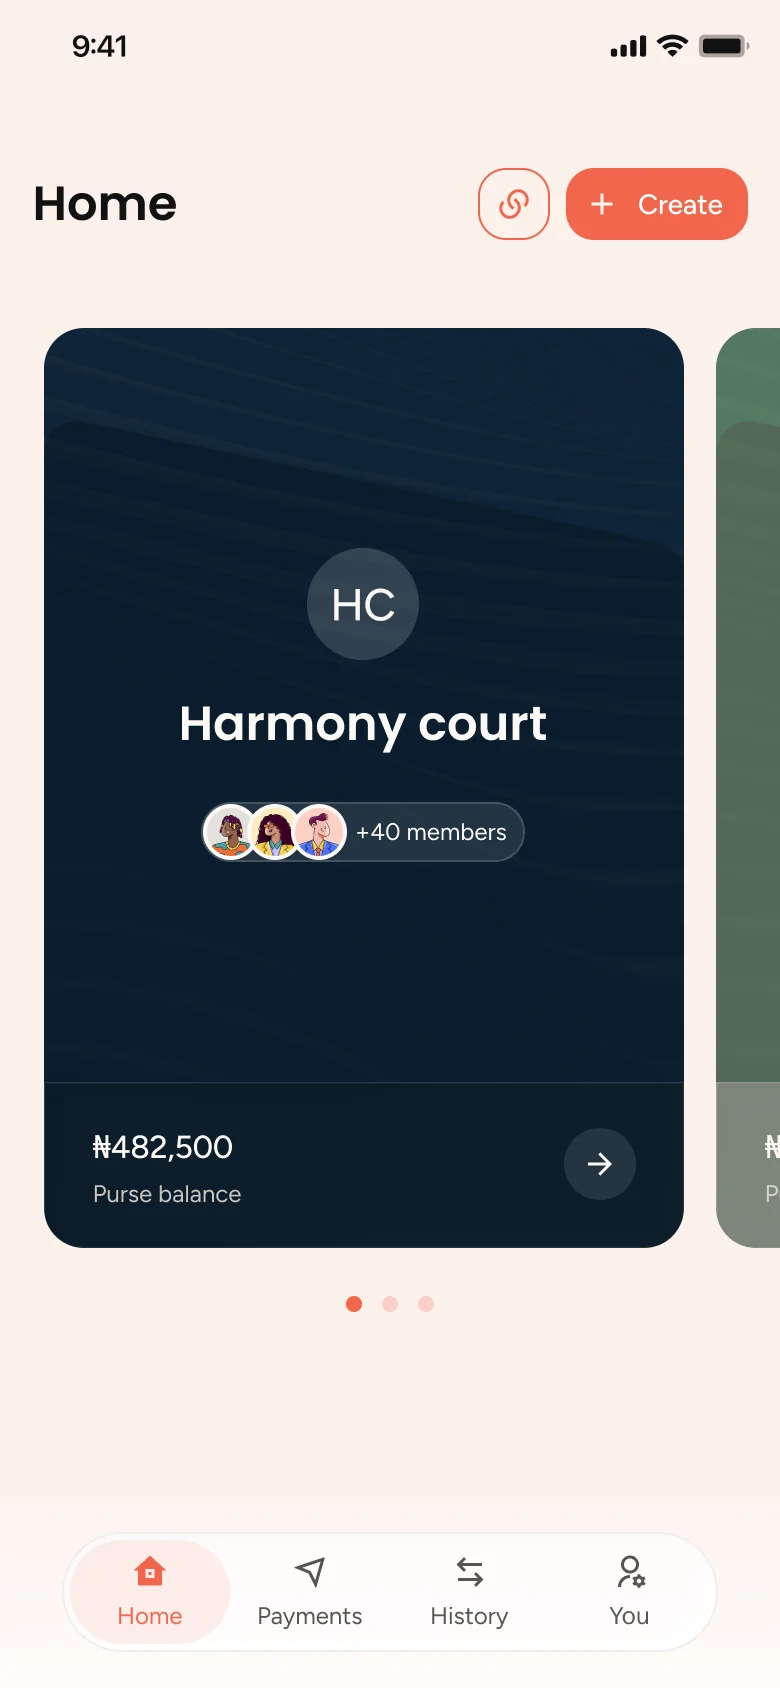 9:41
Home
Create
HC
Harmony court
+40 members
₦482,500
Purse balance
Home
Payments
History
You